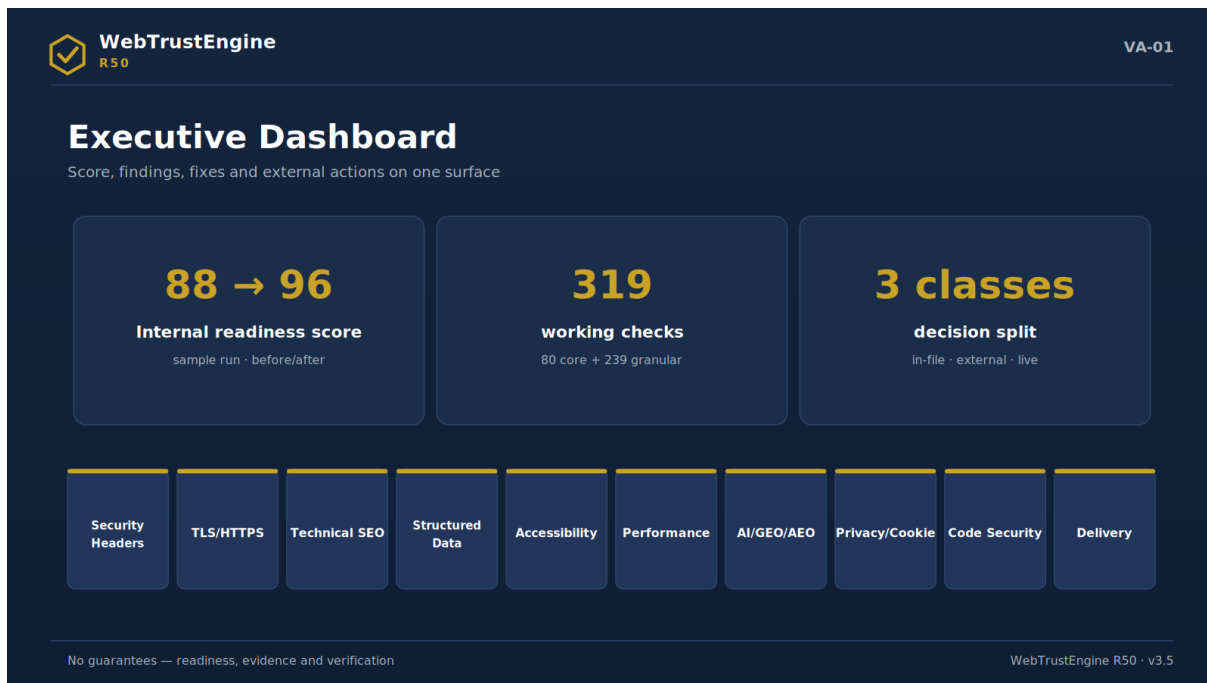 WebTrustEngine
R50
VA-01
Executive Dashboard
Score, findings, fixes and external actions on one surface
88 → 96
Internal readiness score
sample run · before/after
319
working checks
80 core + 239 granular
3 classes
decision split
in-file · external · live
Security
Headers
TLS/HTTPS
Technical SEO
Structured
Data
Accessibility
Performance
AI/GEO/AEO
Privacy/Cookie
Code Security
Delivery
No guarantees — readiness, evidence and verification
WebTrustEngine R50 · v3.5